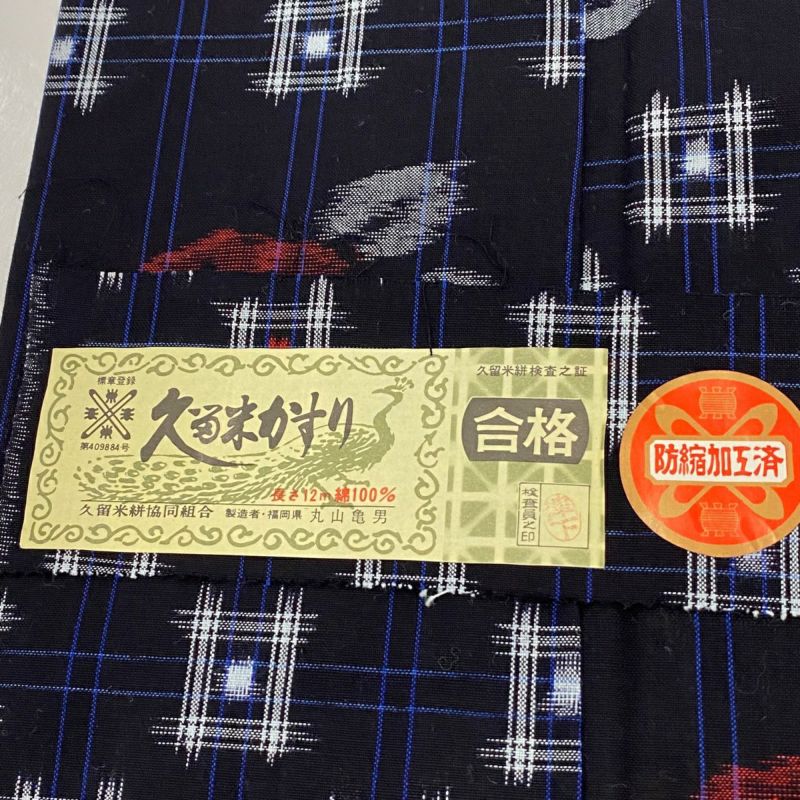 標章登録
第409884号
久留米かすり
長さ12m 綿100%
久留米絣協同組合 製造者・福岡県 丸山亀男
久留米絣検査之証
合格
検査員之印
防縮加工済